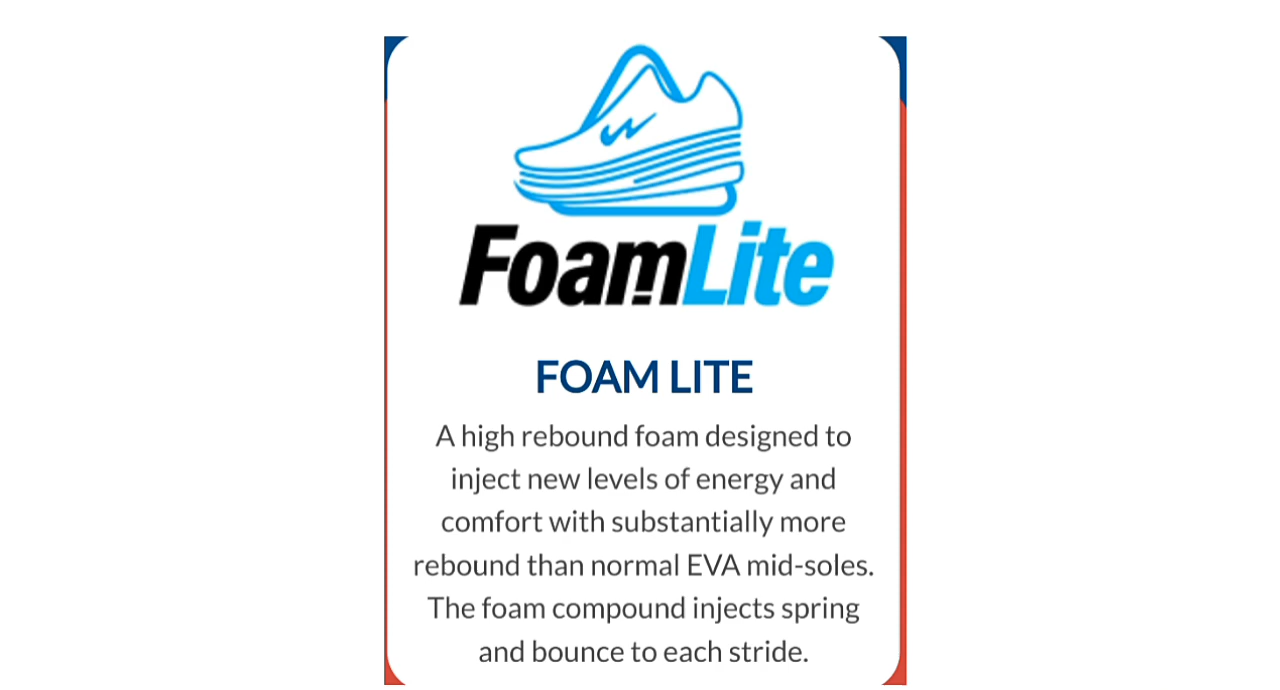 FoamLite
FOAM LITE
A high rebound foam designed to
inject new levels of energy and
comfort with substantially more
rebound than normal EVA mid-soles.
The foam compound injects spring
and bounce to each stride.